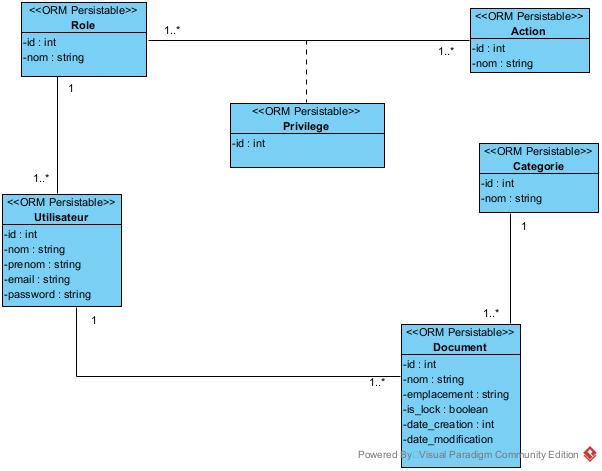 <<ORM Persistable>>
Role
-id : int
-nom : string
1..*
1..*
<<ORM Persistable>>
Action
-id : int
-nom : string
<<ORM Persistable>>
Privilege
-id : int
1
1..*
<<ORM Persistable>>
Categorie
-id : int
-nom : string
<<ORM Persistable>>
Utilisateur
-id : int
-nom : string
-prenom : string
-email : string
-password : string
1
1..*
1
1..*
<<ORM Persistable>>
Document
-id : int
-nom : string
-emplacement : string
-is_lock : boolean
-date_creation : int
-date_modification
Powered By Visual Paradigm Community Edition